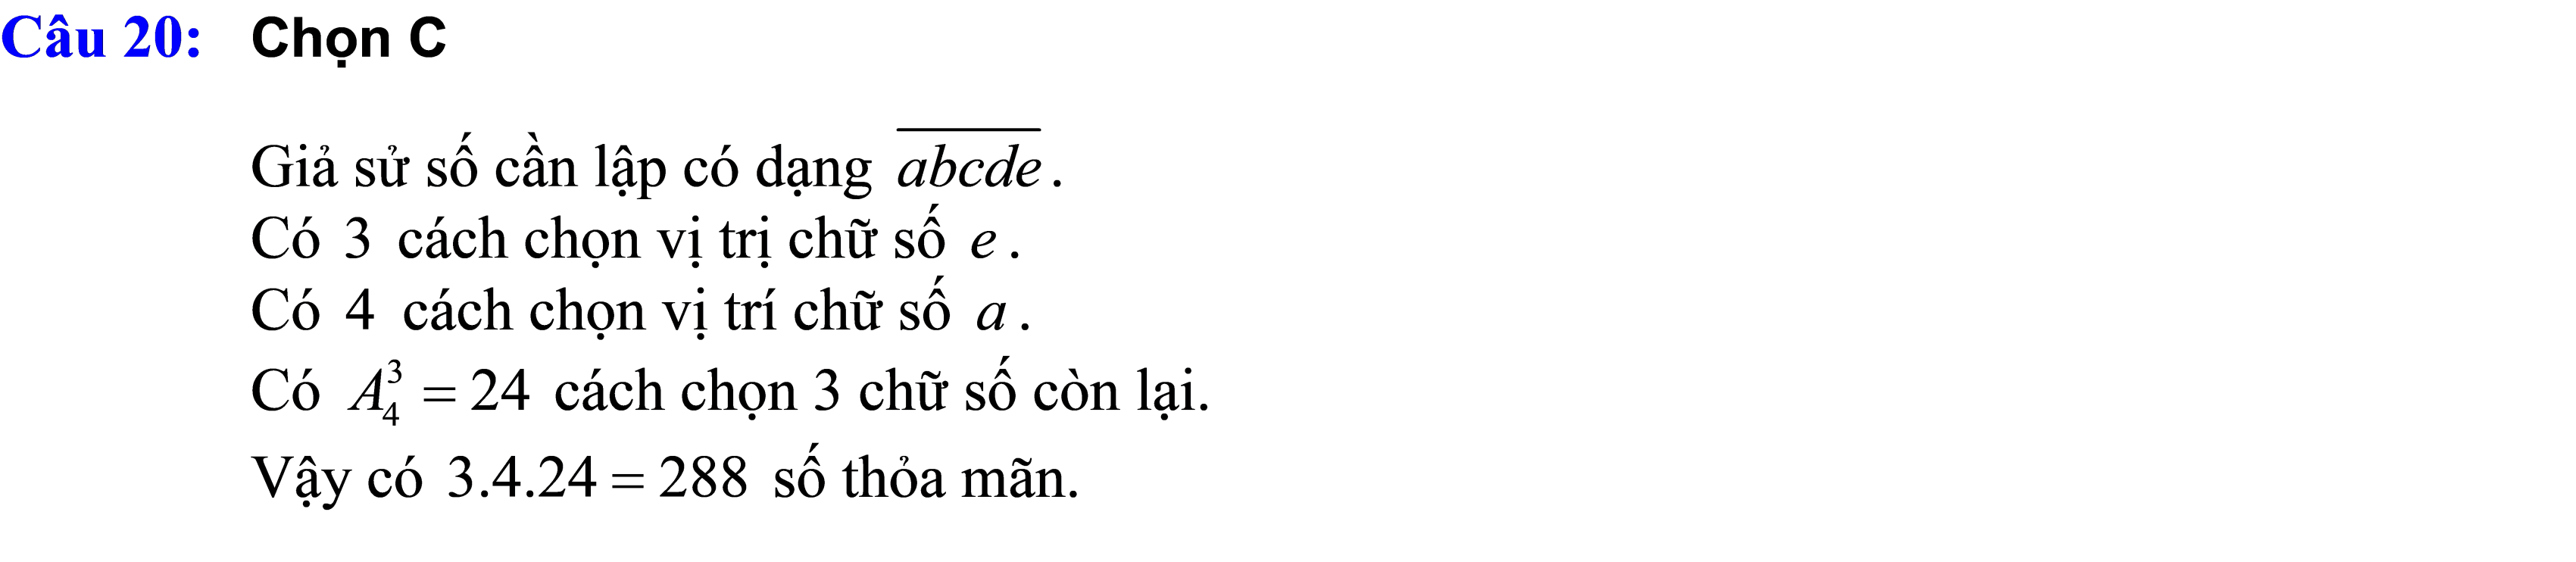 Câu 20: Chọn C
Giả sử số cần lập có dạng $\overline{abcde}$.
Có 3 cách chọn vị trị chữ số e.
Có 4 cách chọn vị trí chữ số a.
Có $A_4^3 = 24$ cách chọn 3 chữ số còn lại.
Vậy có 3.4.24 = 288 số thỏa mãn.